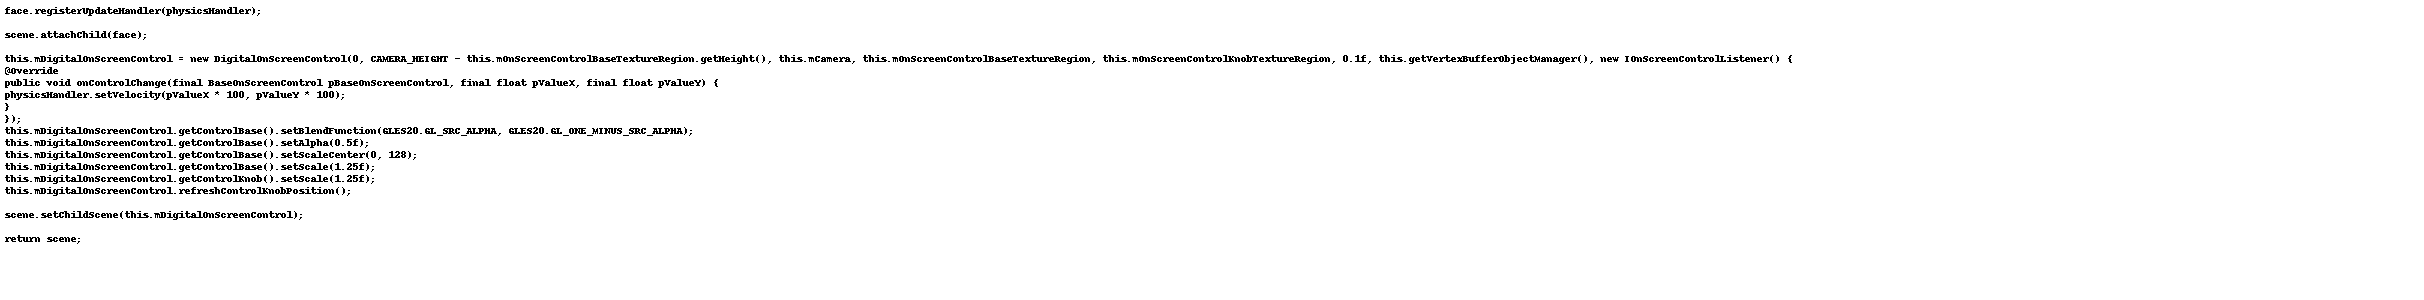 face.registerUpdateHandler(physicsHandler);
scene.attachChild(face);
this.mDigitalOnScreenControl = new DigitalOnScreenControl(0, CAMERA_HEIGHT - this.mOnScreenControlBaseTextureRegion.getHeight(), this.mCamera, this.mOnScreenControlBaseTextureRegion, this.mOnScreenControlKnobTextureRegion, 0.1f, this.getVertexBufferObjectManager(), new IOnScreenControlListener() {
@Override
public void onControlChange(final BaseOnScreenControl pBaseOnScreenControl, final float pValueX, final float pValueY) {
physicsHandler.setVelocity(pValueX * 100, pValueY * 100);
}
});
this.mDigitalOnScreenControl.getControlBase().setBlendFunction(GLES20.GL_SRC_ALPHA, GLES20.GL_ONE_MINUS_SRC_ALPHA);
this.mDigitalOnScreenControl.getControlBase().setAlpha(0.5f);
this.mDigitalOnScreenControl.getControlBase().setScaleCenter(0, 128);
this.mDigitalOnScreenControl.getControlBase().setScale(1.25f);
this.mDigitalOnScreenControl.getControlKnob().setScale(1.25f);
this.mDigitalOnScreenControl.refreshControlKnobPosition();
scene.setChildScene(this.mDigitalOnScreenControl);
return scene;